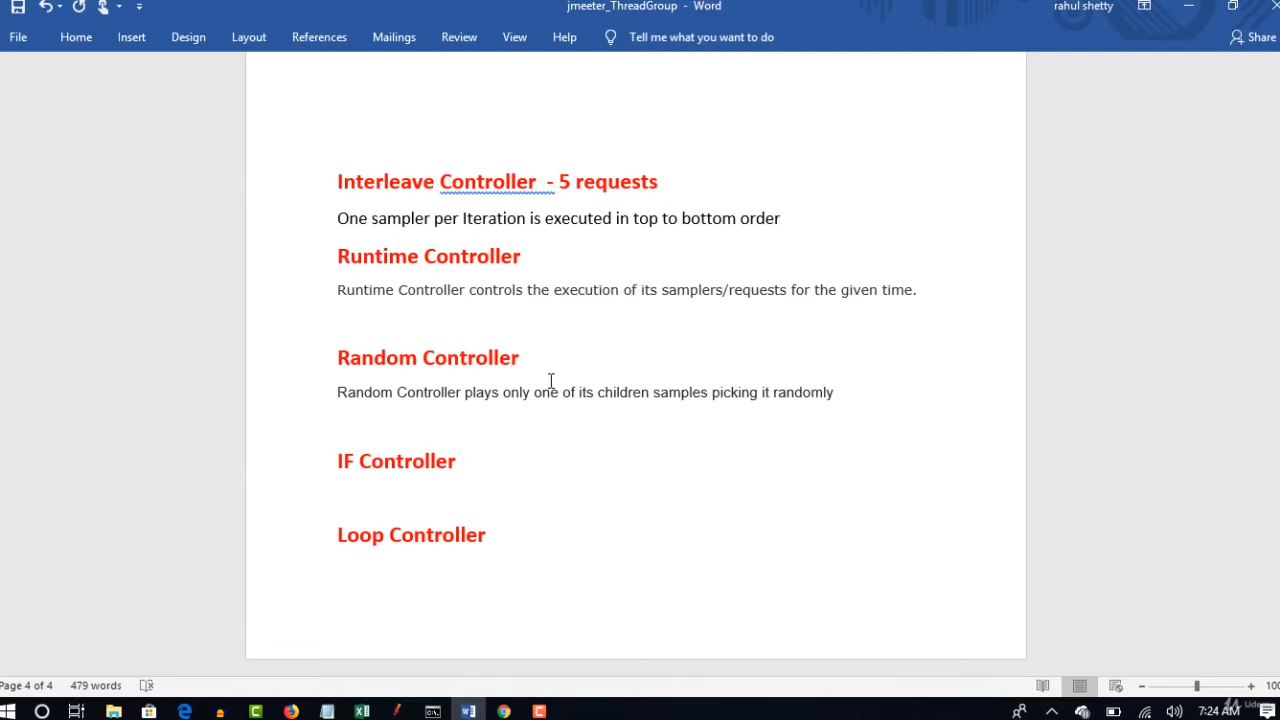 jmeeter_ThreadGroup - Word
rahul shetty
File Home Insert Design Layout References Mailings Review View Help Tell me what you want to do Share
Interleave Controller - 5 requests
One sampler per Iteration is executed in top to bottom order
Runtime Controller
Runtime Controller controls the execution of its samplers/requests for the given time.
Random Controller
Random Controller plays only one of its children samples picking it randomly
IF Controller
Loop Controller
Page 4 of 4 479 words
7:24 AM